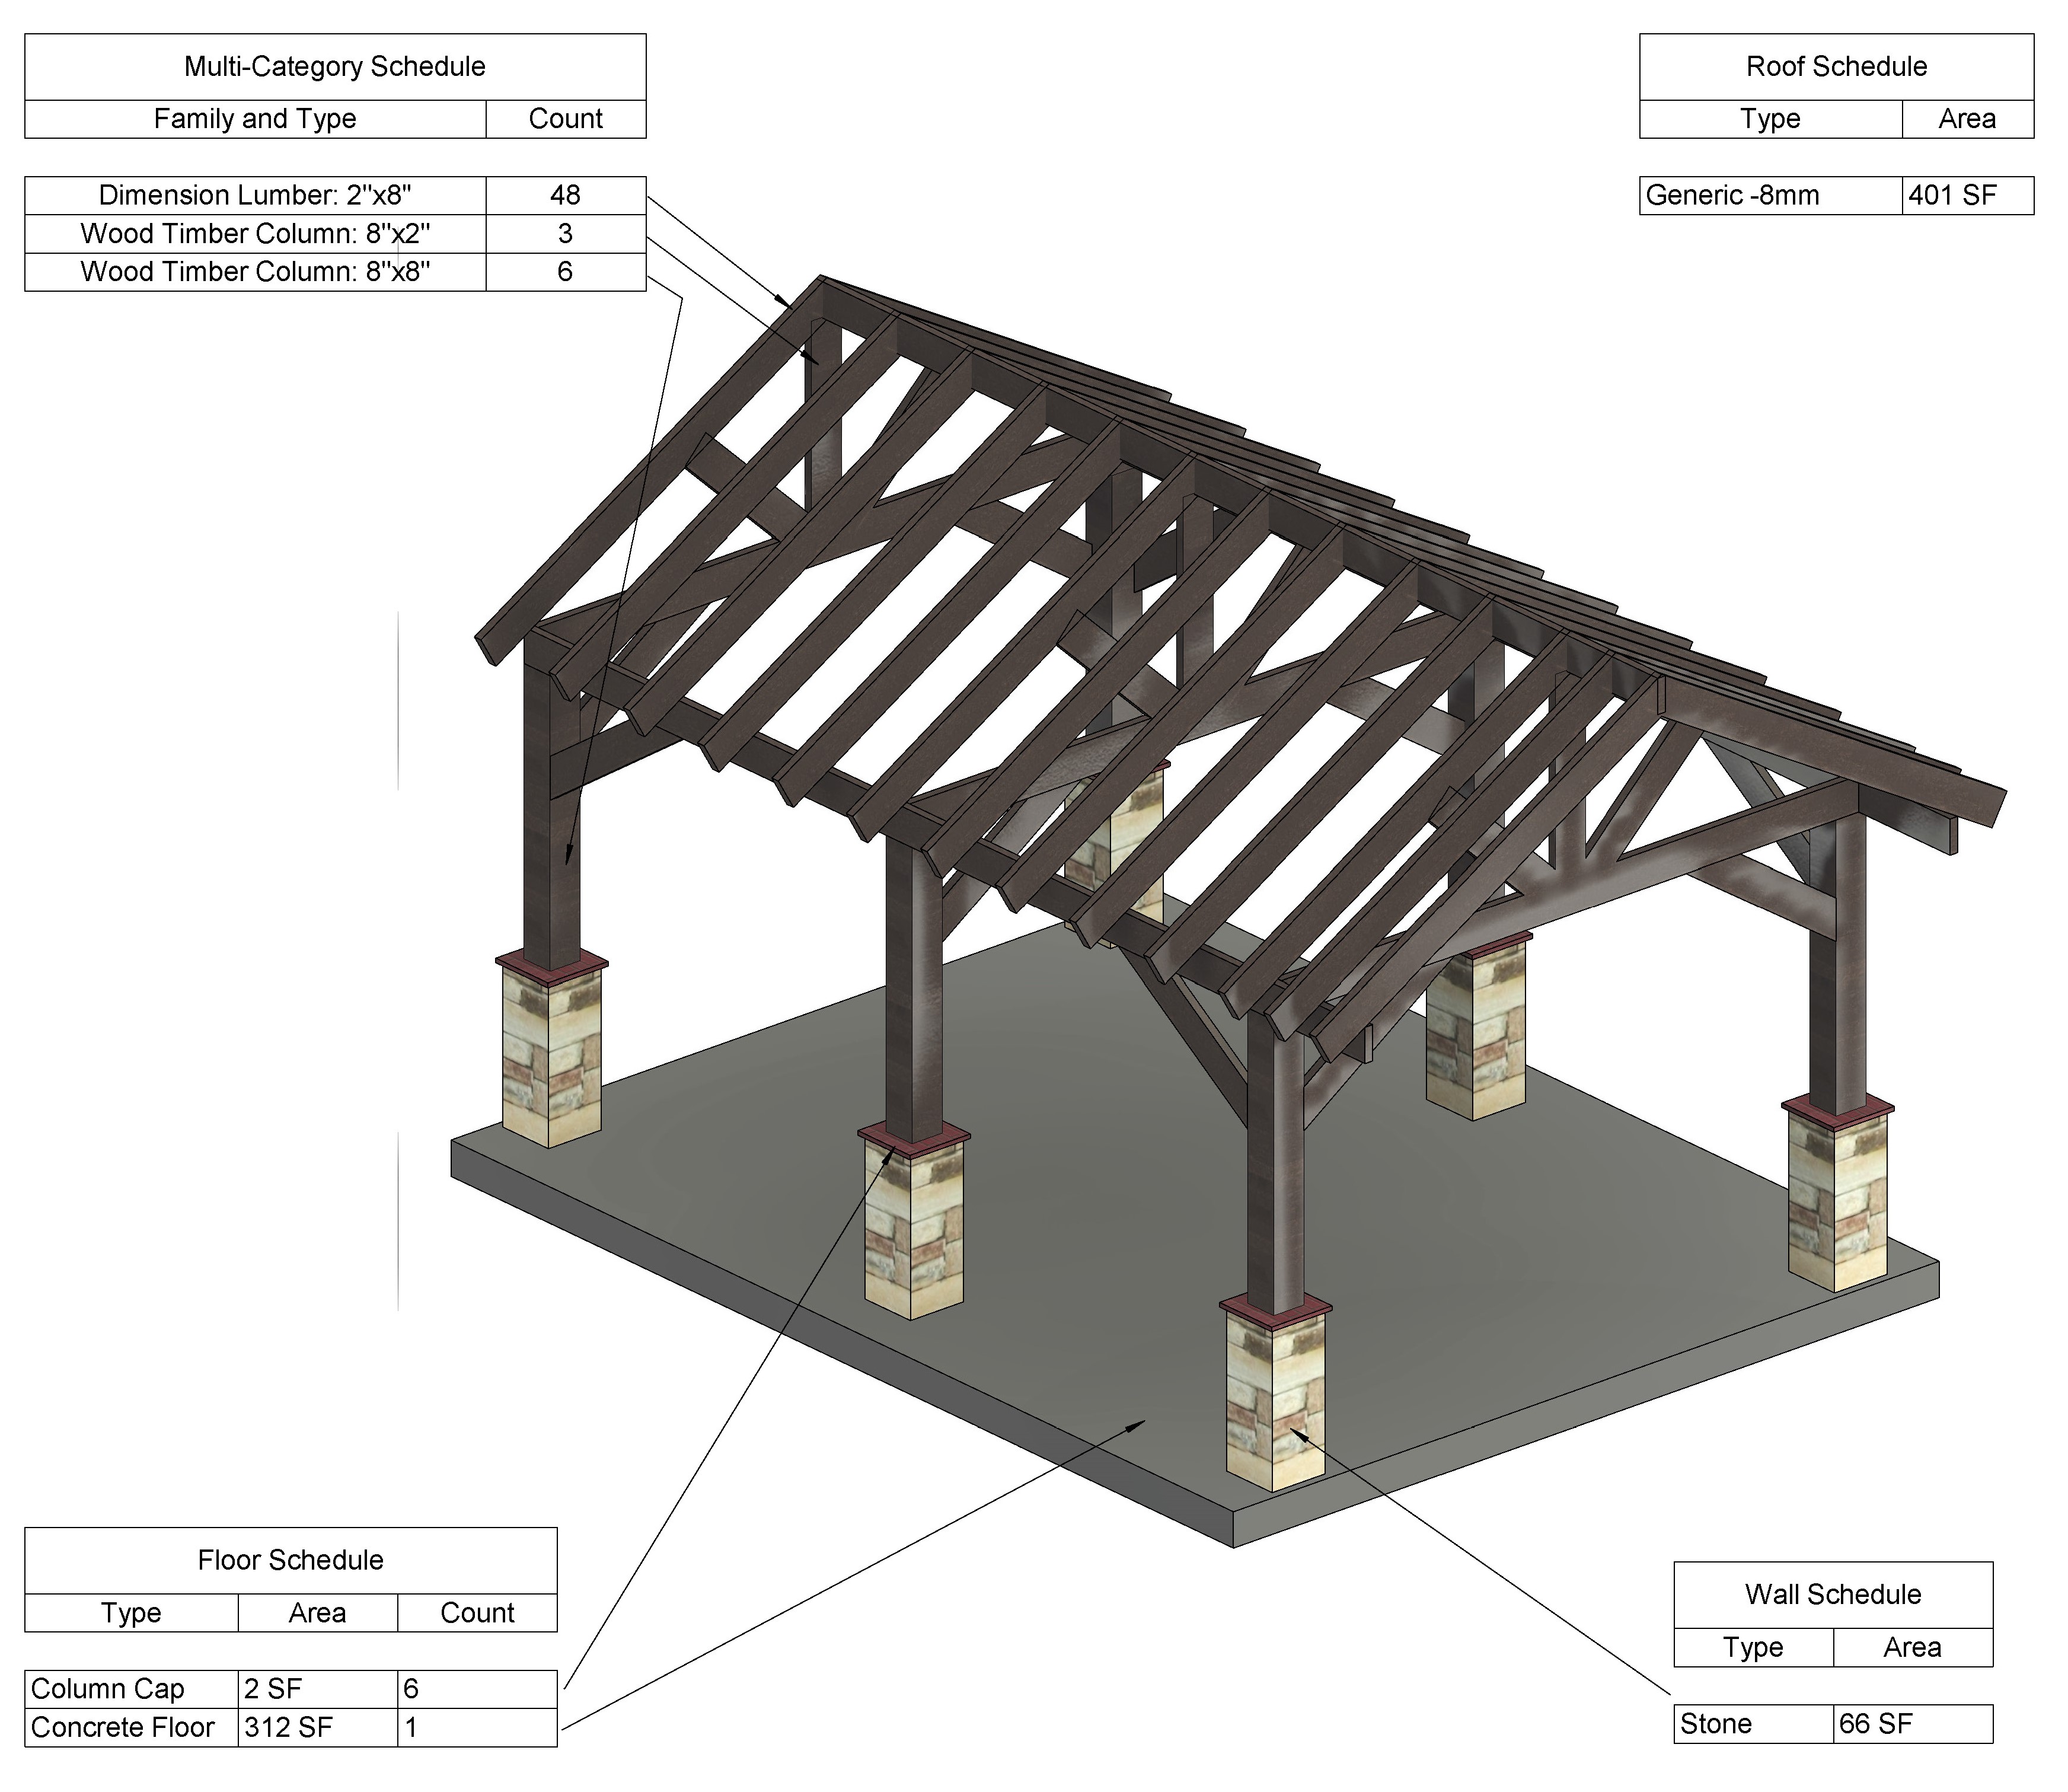 Multi-Category Schedule
Family and Type Count
Dimension Lumber: 2"x8" 48
Wood Timber Column: 8"x2" 3
Wood Timber Column: 8"x8" 6
Roof Schedule
Type Area
Generic -8mm 401 SF
Floor Schedule
Type Area Count
Column Cap 2 SF 6
Concrete Floor 312 SF 1
Wall Schedule
Type Area
Stone 66 SF